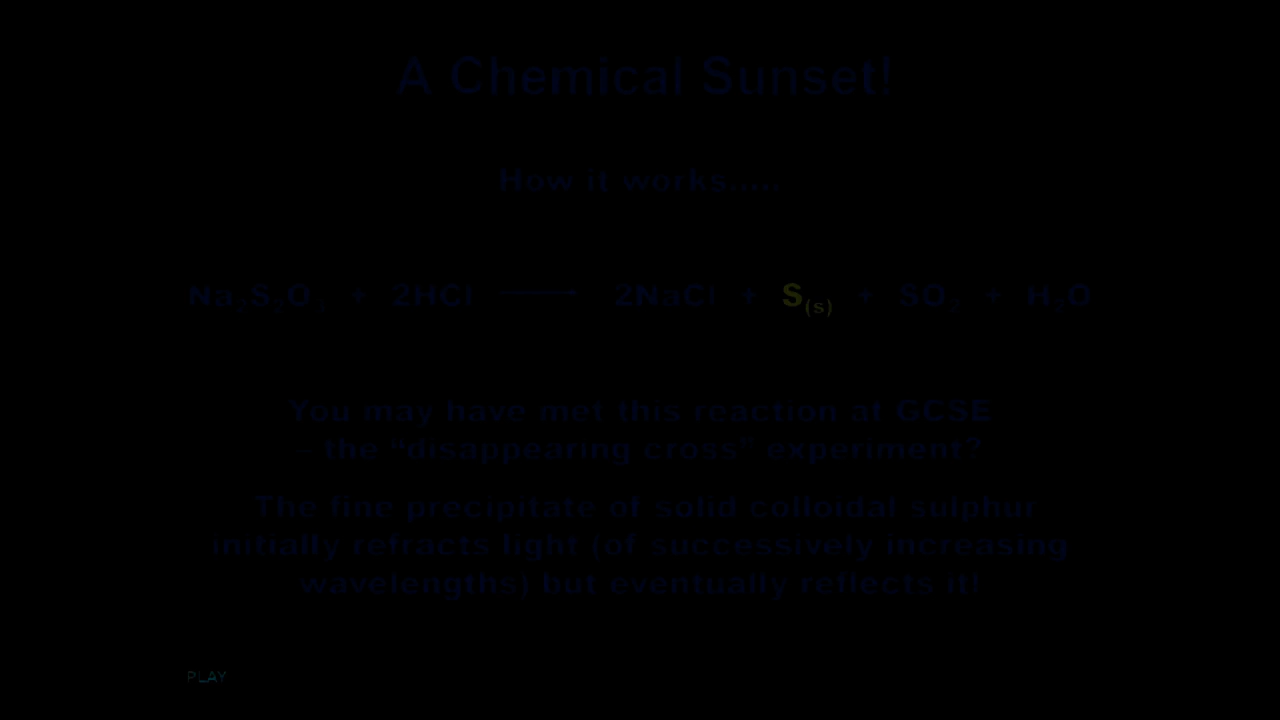 A Chemical Sunset!
How it works.....
Na₂S₂O₃ + 2HCl ⟶ 2NaCl + S(s) + SO₂ + H₂O
You may have met this reaction at GCSE
– the “disappearing cross” experiment?
The fine precipitate of solid colloidal sulphur
initially refracts light (of successively increasing
wavelengths) but eventually reflects it!
PLAY